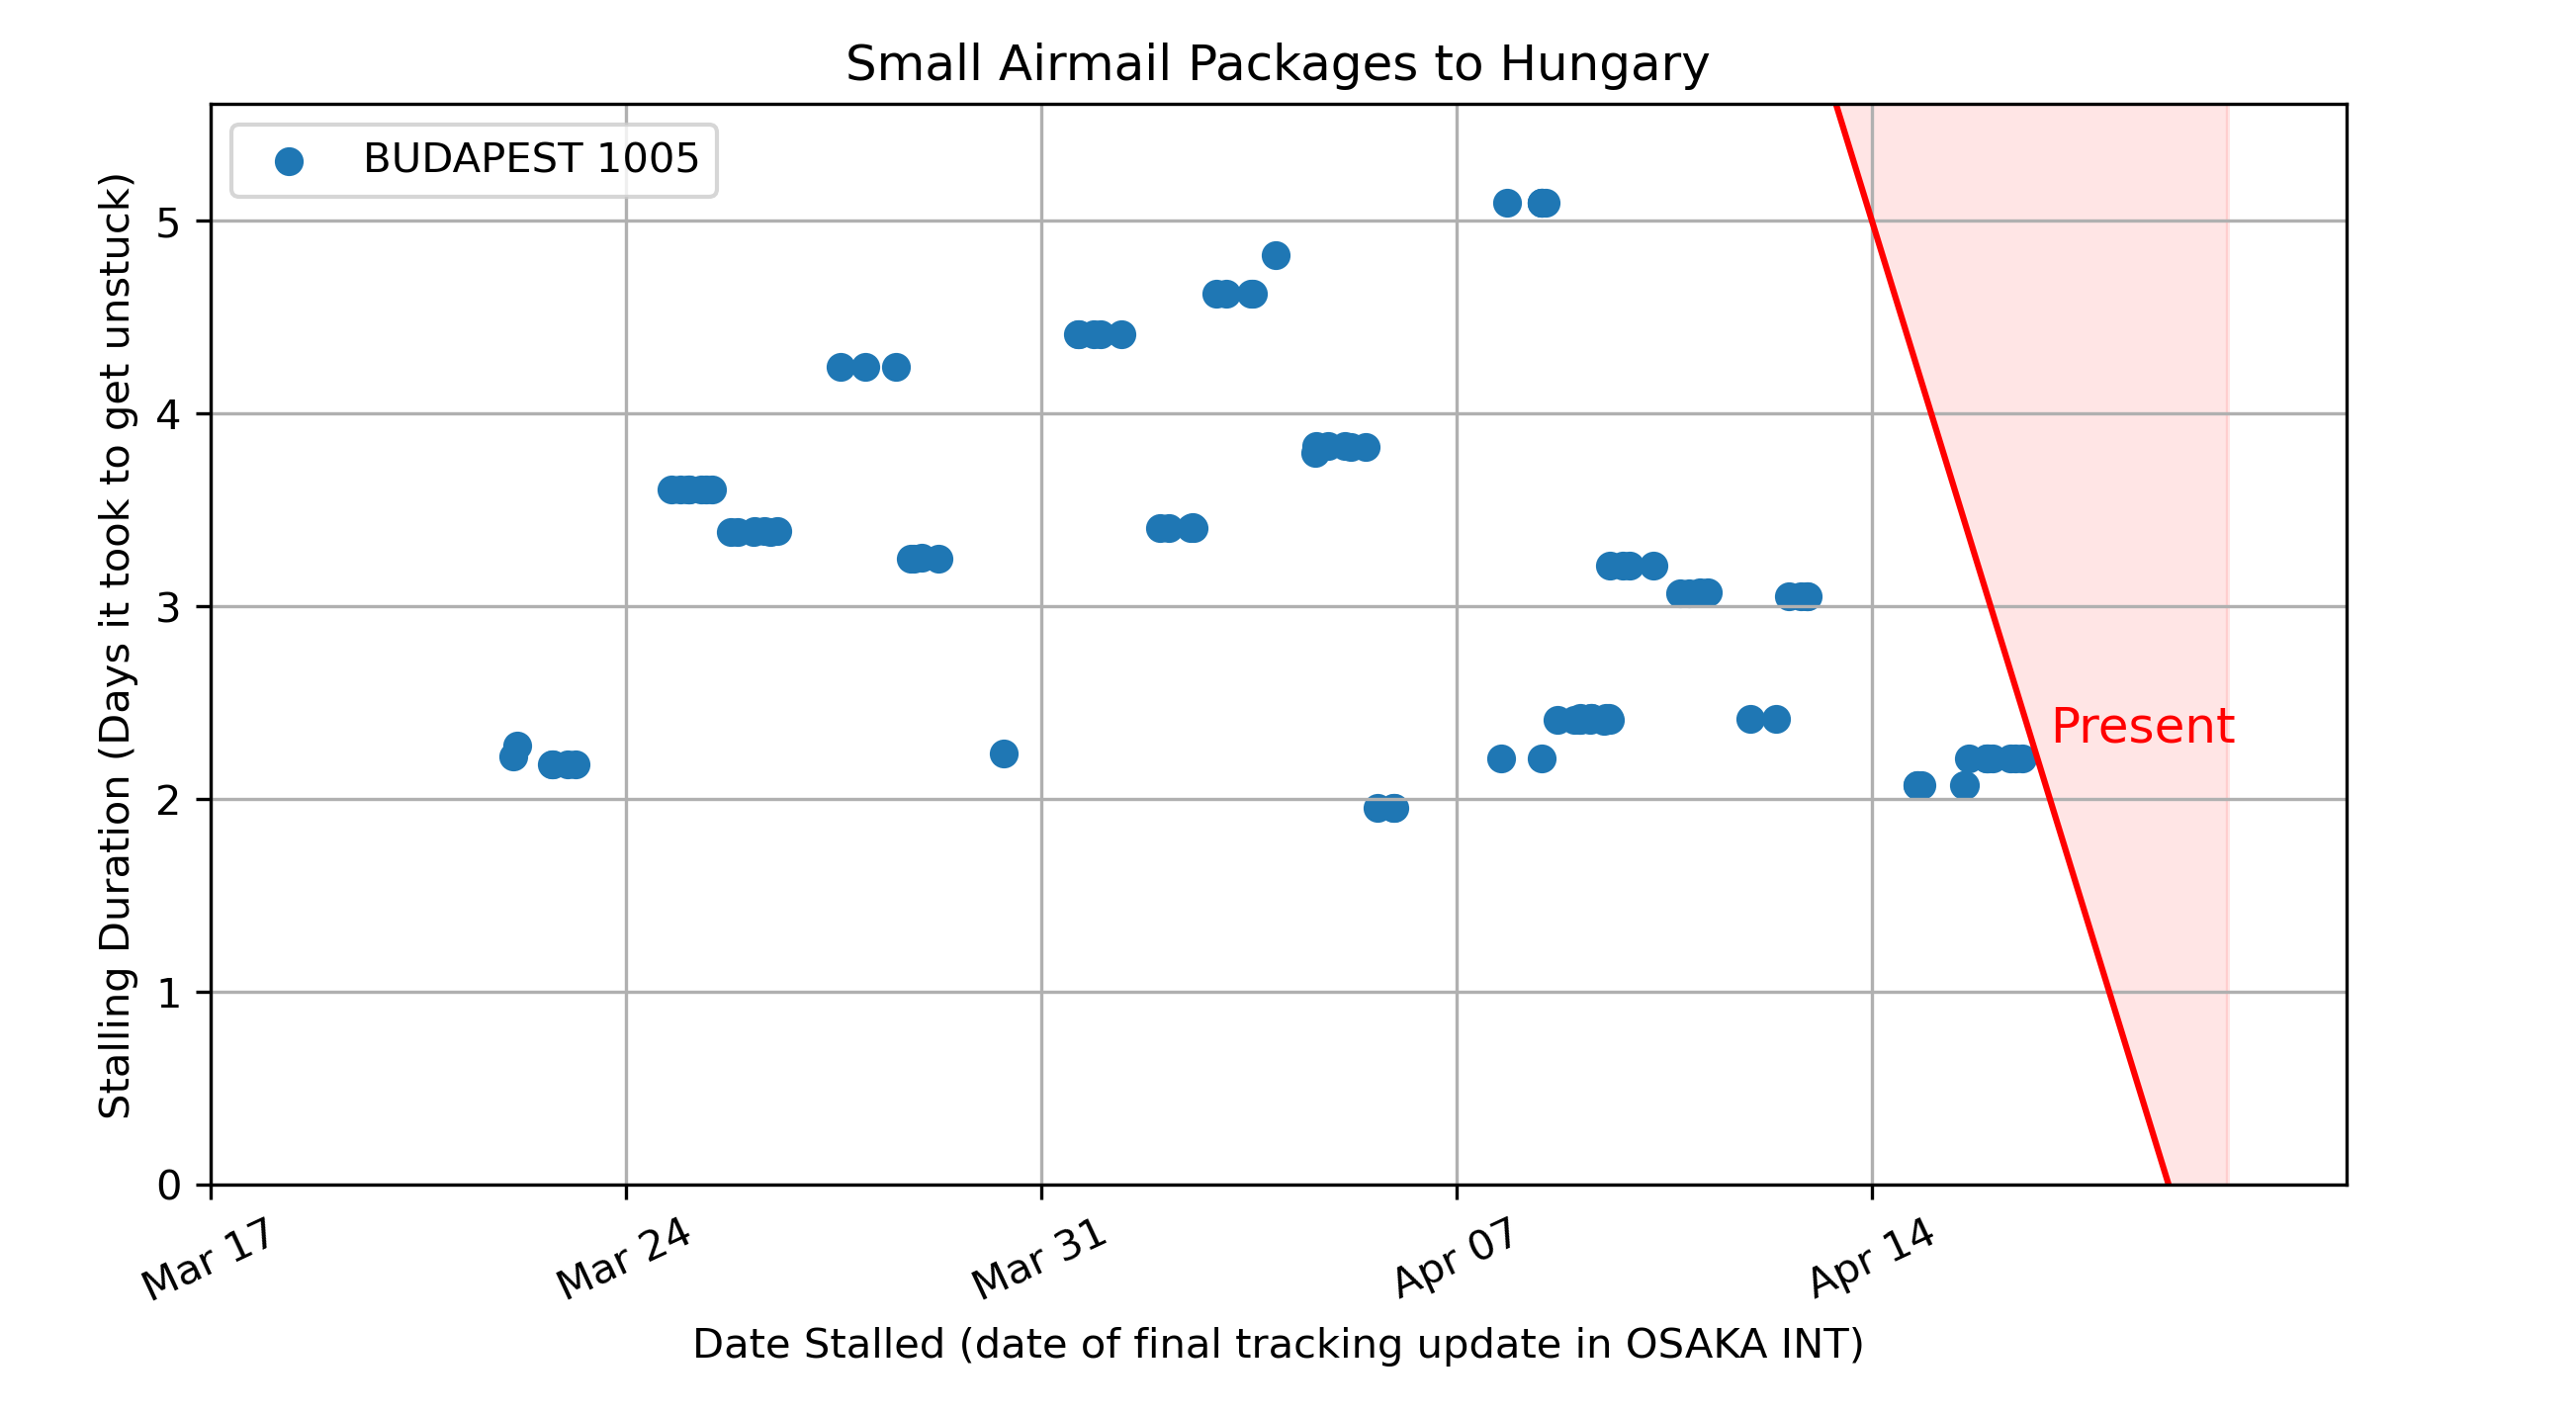 Small Airmail Packages to Hungary
BUDAPEST 1005
Stalling Duration (Days it took to get unstuck)
5
4
3
2
1
0
Present
Mar 17
Mar 24
Mar 31
Apr 07
Apr 14
Date Stalled (date of final tracking update in OSAKA INT)